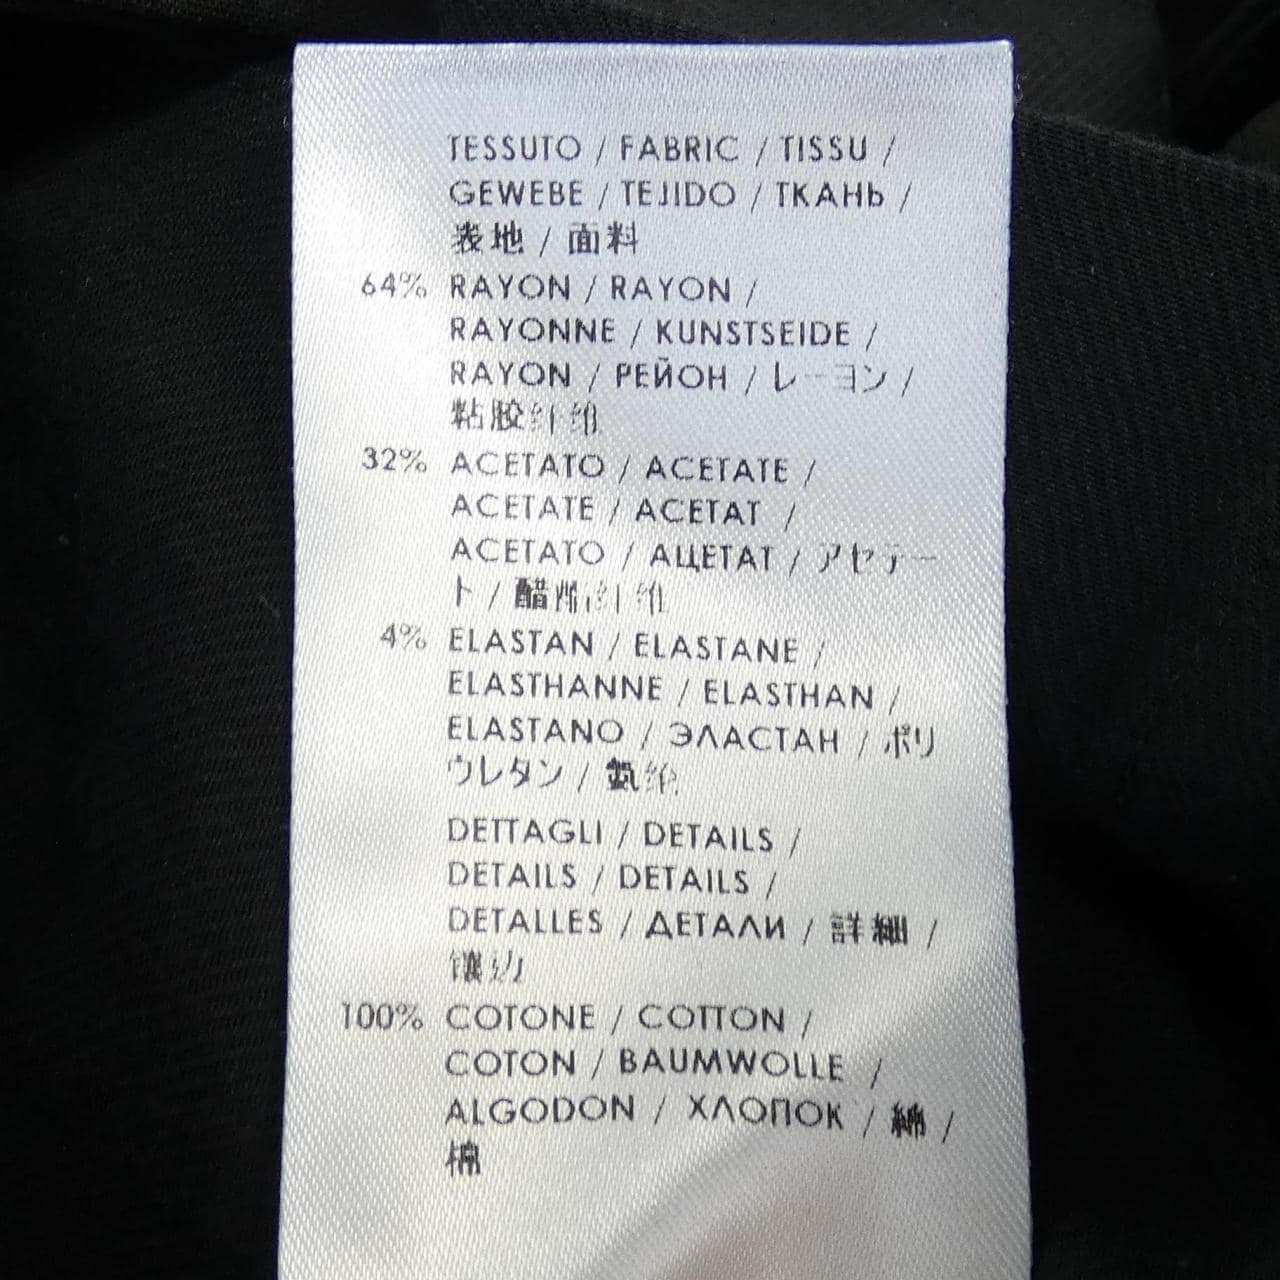 TESSUTO / FABRIC / TISSU /
GEWEBE / TEJIDO / ТКАНЬ /
表地 / 面料
64% RAYON / RAYON /
RAYONNE / KUNSTSEIDE /
RAYON / РЕЙОН / レーヨン /
粘胶纤维
32% ACETATO / ACETATE /
ACETATE / ACETAT /
ACETATO / АЦЕТАТ / アセテー
ト / 醋酯纤维
4% ELASTAN / ELASTANE /
ELASTHANNE / ELASTHAN /
ELASTANO / ЭЛАСТАН / ポリ
ウレタン / 氨纶
DETTAGLI / DETAILS /
DETAILS / DETAILS /
DETALLES / ДЕТАЛИ / 詳細 /
镶边
100% COTONE / COTTON /
COTON / BAUMWOLLE /
ALGODON / ХЛОПОК / 綿 /
棉